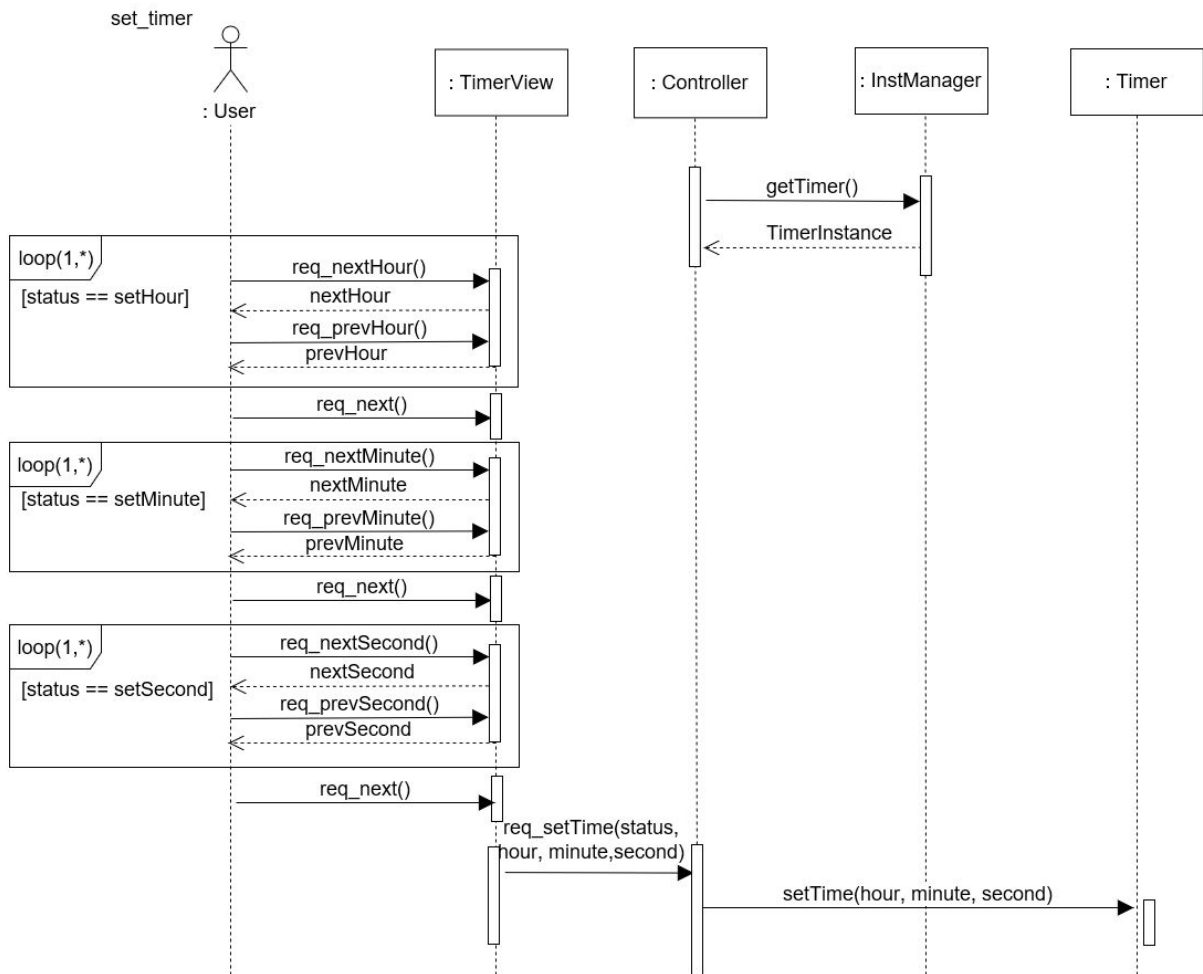 set_timer
: User
: TimerView
: Controller
: InstManager
: Timer
getTimer()
TimerInstance
loop(1,*)
[status == setHour]
req_nextHour()
nextHour
req_prevHour()
prevHour
req_next()
loop(1,*)
[status == setMinute]
req_nextMinute()
nextMinute
req_prevMinute()
prevMinute
req_next()
loop(1,*)
[status == setSecond]
req_nextSecond()
nextSecond
req_prevSecond()
prevSecond
req_next()
req_setTime(status,
hour, minute,second)
setTime(hour, minute, second)